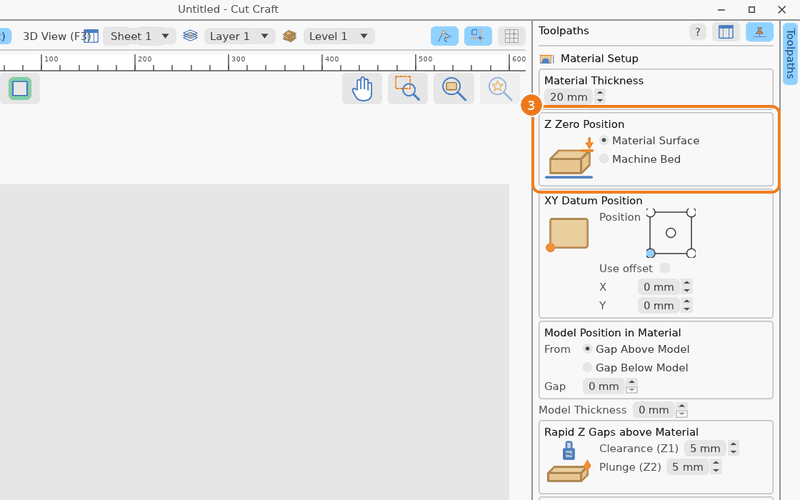 Untitled - Cut Craft
3D View (F3)
Sheet 1
Layer 1
Level 1
100
200
300
400
500
600
Toolpaths
?
Toolpaths
Material Setup
Material Thickness
20 mm
3
Z Zero Position
Material Surface
Machine Bed
XY Datum Position
Position
Use offset
X 0 mm
Y 0 mm
Model Position in Material
From Gap Above Model
Gap Below Model
Gap 0 mm
Model Thickness 0 mm
Rapid Z Gaps above Material
Clearance (Z1) 5 mm
Plunge (Z2) 5 mm